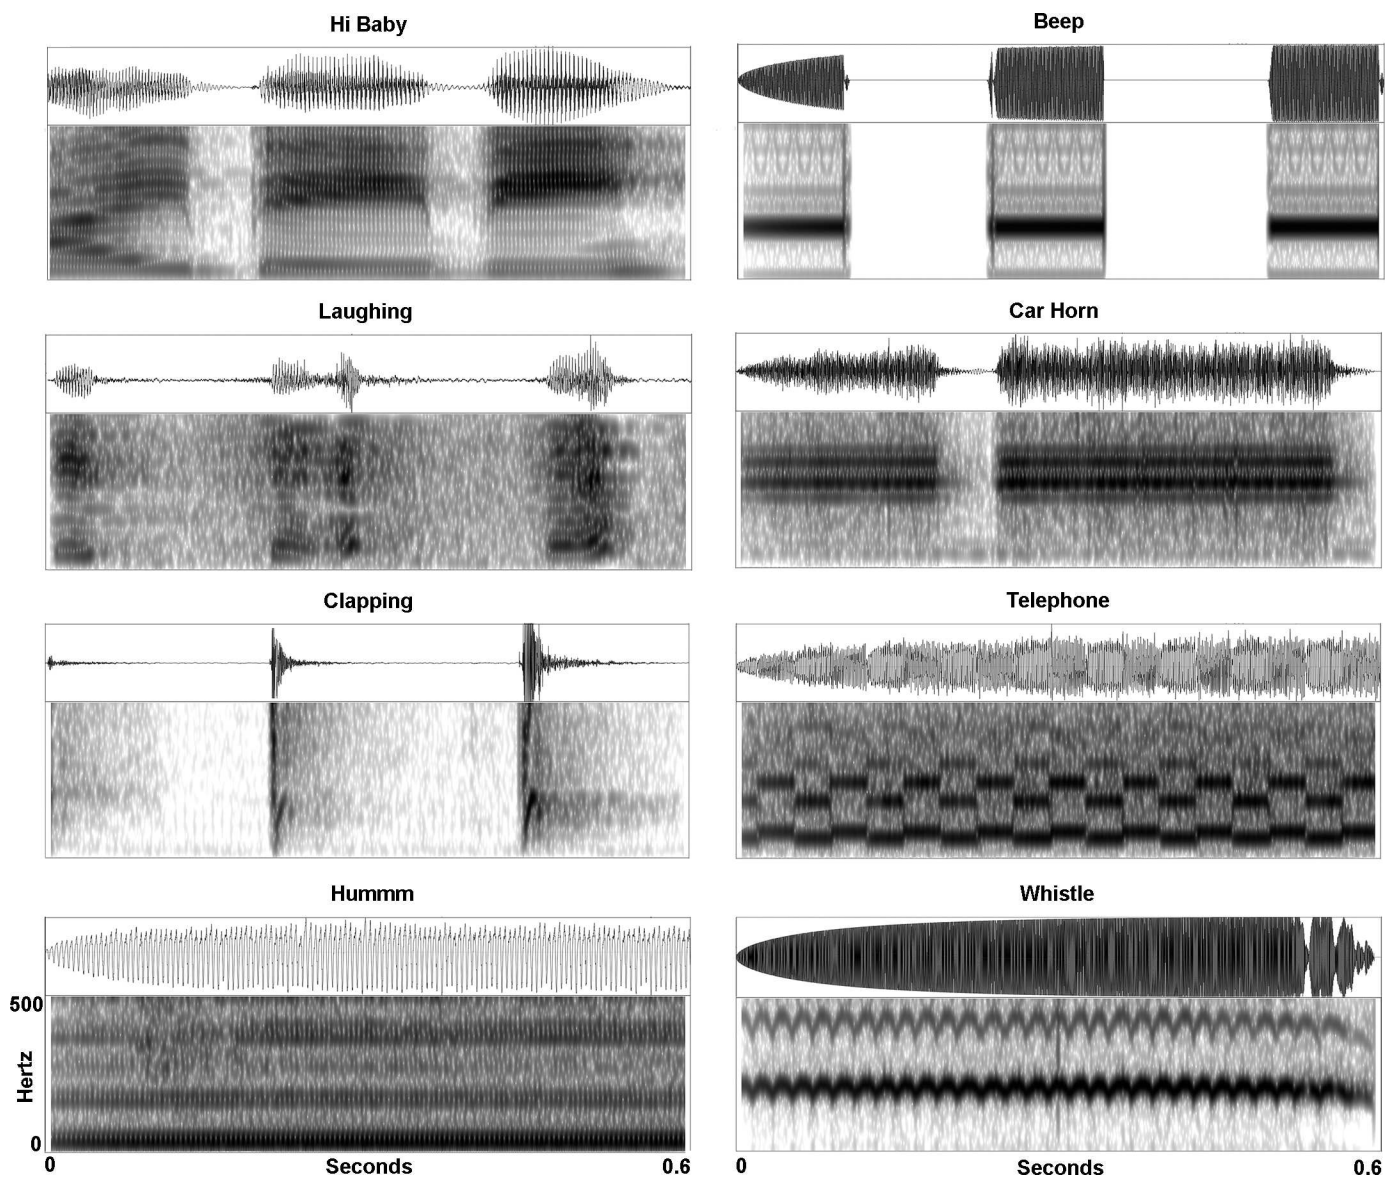 Hi Baby
Beep
Laughing
Car Horn
Clapping
Telephone
Hummm
Whistle
500
Hertz
0
0 Seconds 0.6
0 Seconds 0.6